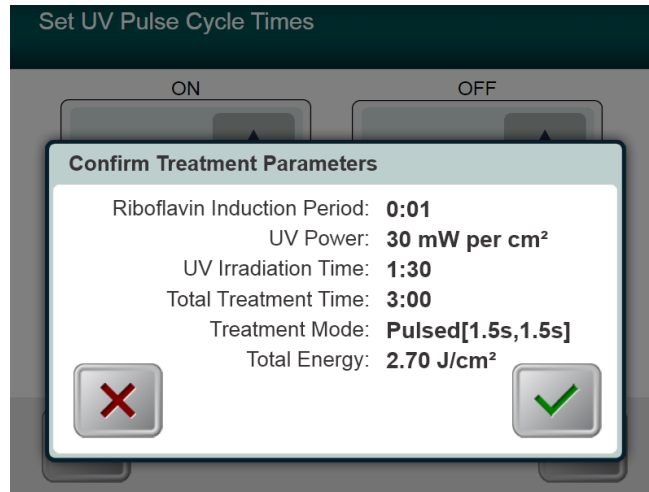 Set UV Pulse Cycle Times
ON OFF
Confirm Treatment Parameters
Riboflavin Induction Period: 0:01
UV Power: 30 mW per cm²
UV Irradiation Time: 1:30
Total Treatment Time: 3:00
Treatment Mode: Pulsed[1.5s,1.5s]
Total Energy: 2.70 J/cm²